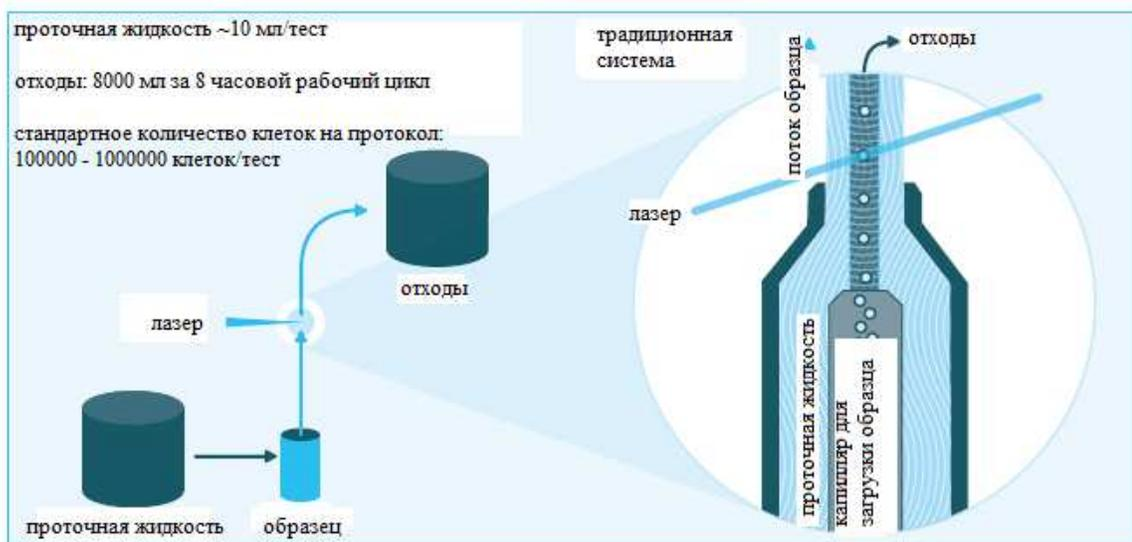 проточная жидкость ~10 мл/тест
отходы: 8000 мл за 8 часовой рабочий цикл
стандартное количество клеток на протокол:
100000 - 1000000 клеток/тест
традиционная
система
поток образца
отходы
лазер
отходы
лазер
проточная жидкость
капилляр для
загрузки образца
проточная жидкость
образец